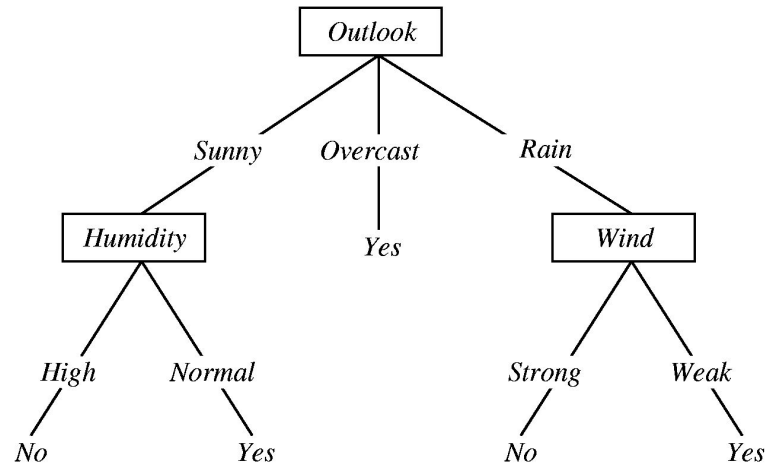 Outlook
Sunny Overcast Rain
Humidity Yes Wind
High Normal Strong Weak
No Yes No Yes